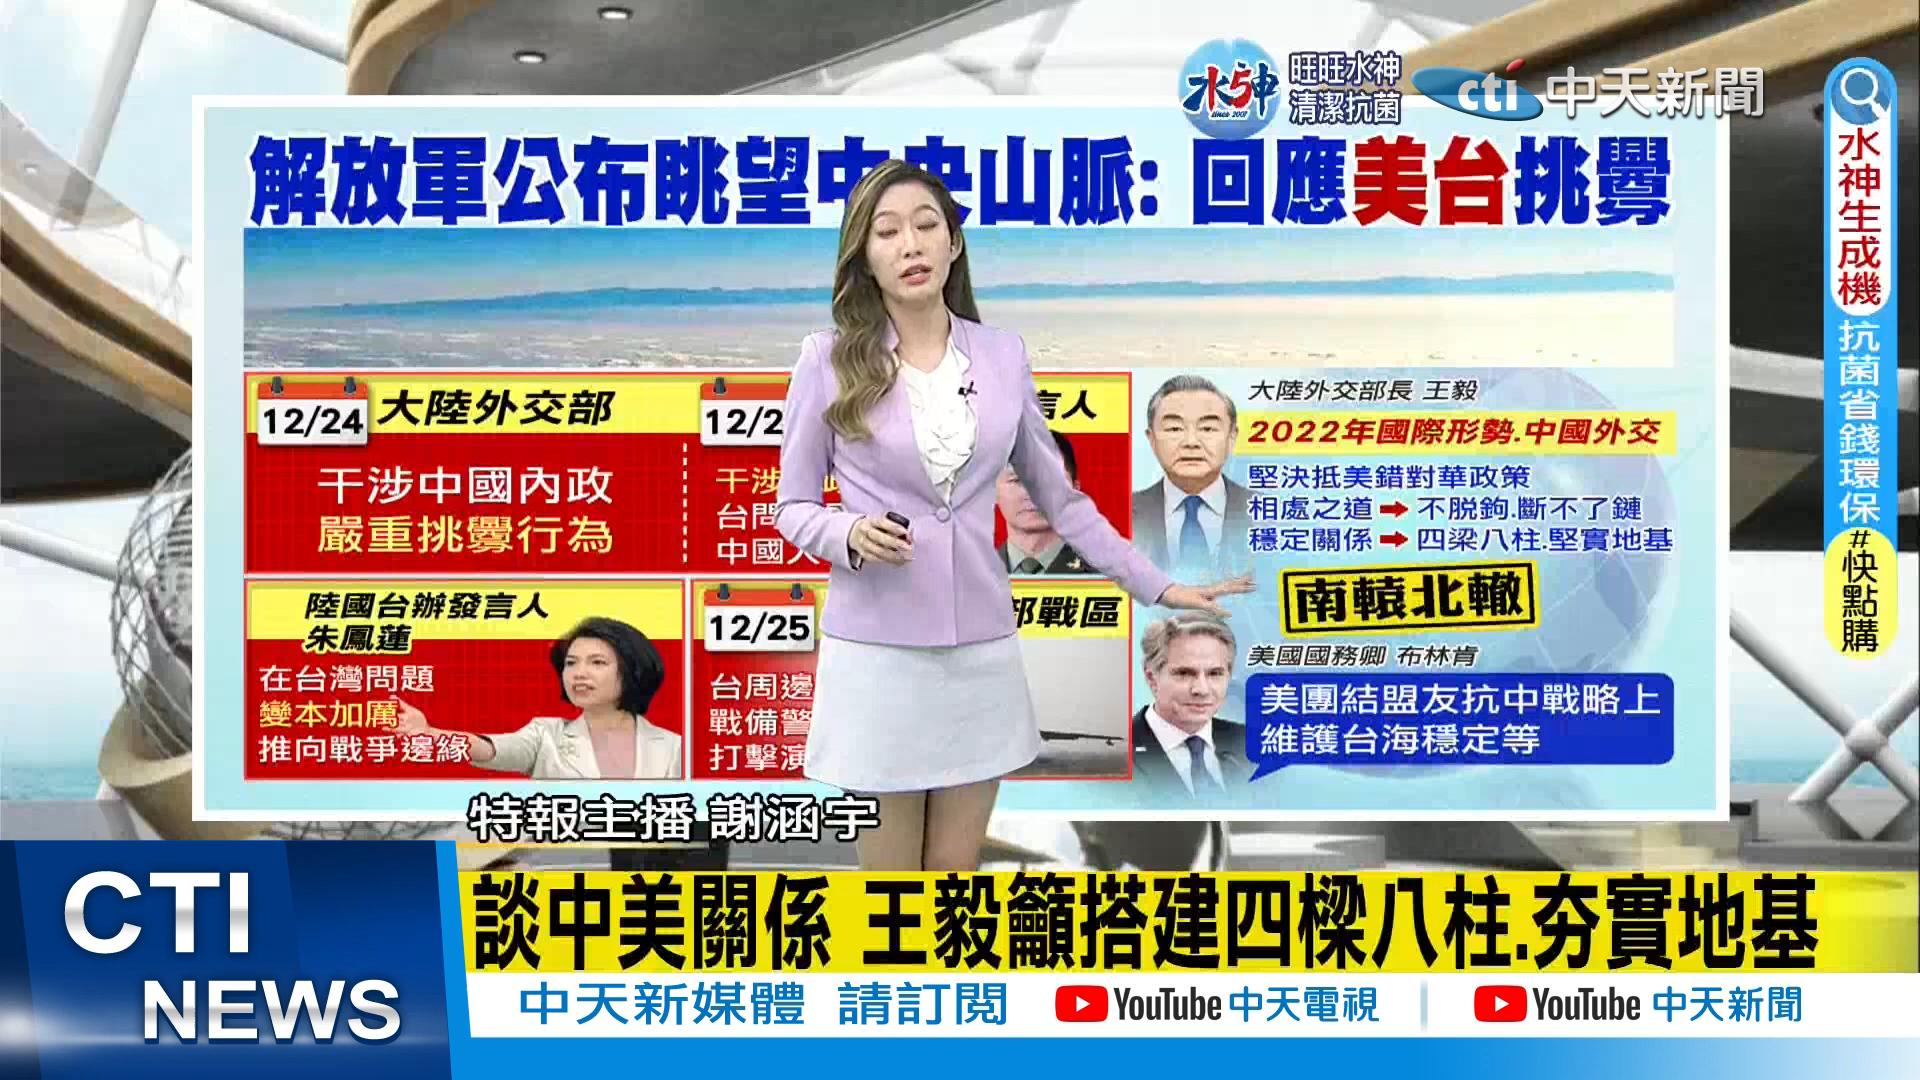 水神
since 2007
旺旺水神
清潔抗菌
cti 中天新聞
解放軍公布眺望中央山脈: 回應美台挑釁
12/24 大陸外交部
干涉中國內政
嚴重挑釁行為
12/2
言人
干涉
台問
中國人
陸國台辦發言人
朱鳳蓮
在台灣問題
變本加厲
推向戰爭邊緣
12/25
部戰區
台周邊
戰備警
打擊演
大陸外交部長 王毅
2022年國際形勢.中國外交
堅決抵美錯對華政策
相處之道➡不脱鉤.斷不了鏈
穩定關係➡四梁八柱.堅實地基
南轅北轍
美國國務卿 布林肯
美團結盟友抗中戰略上
維護台海穩定等
水神生成機
抗菌省錢環保
#快點購
特報主播 謝涵宇
CTI
NEWS
談中美關係 王毅籲搭建四樑八柱.夯實地基
中天新媒體 請訂閱 YouTube 中天電視 | YouTube 中天新聞